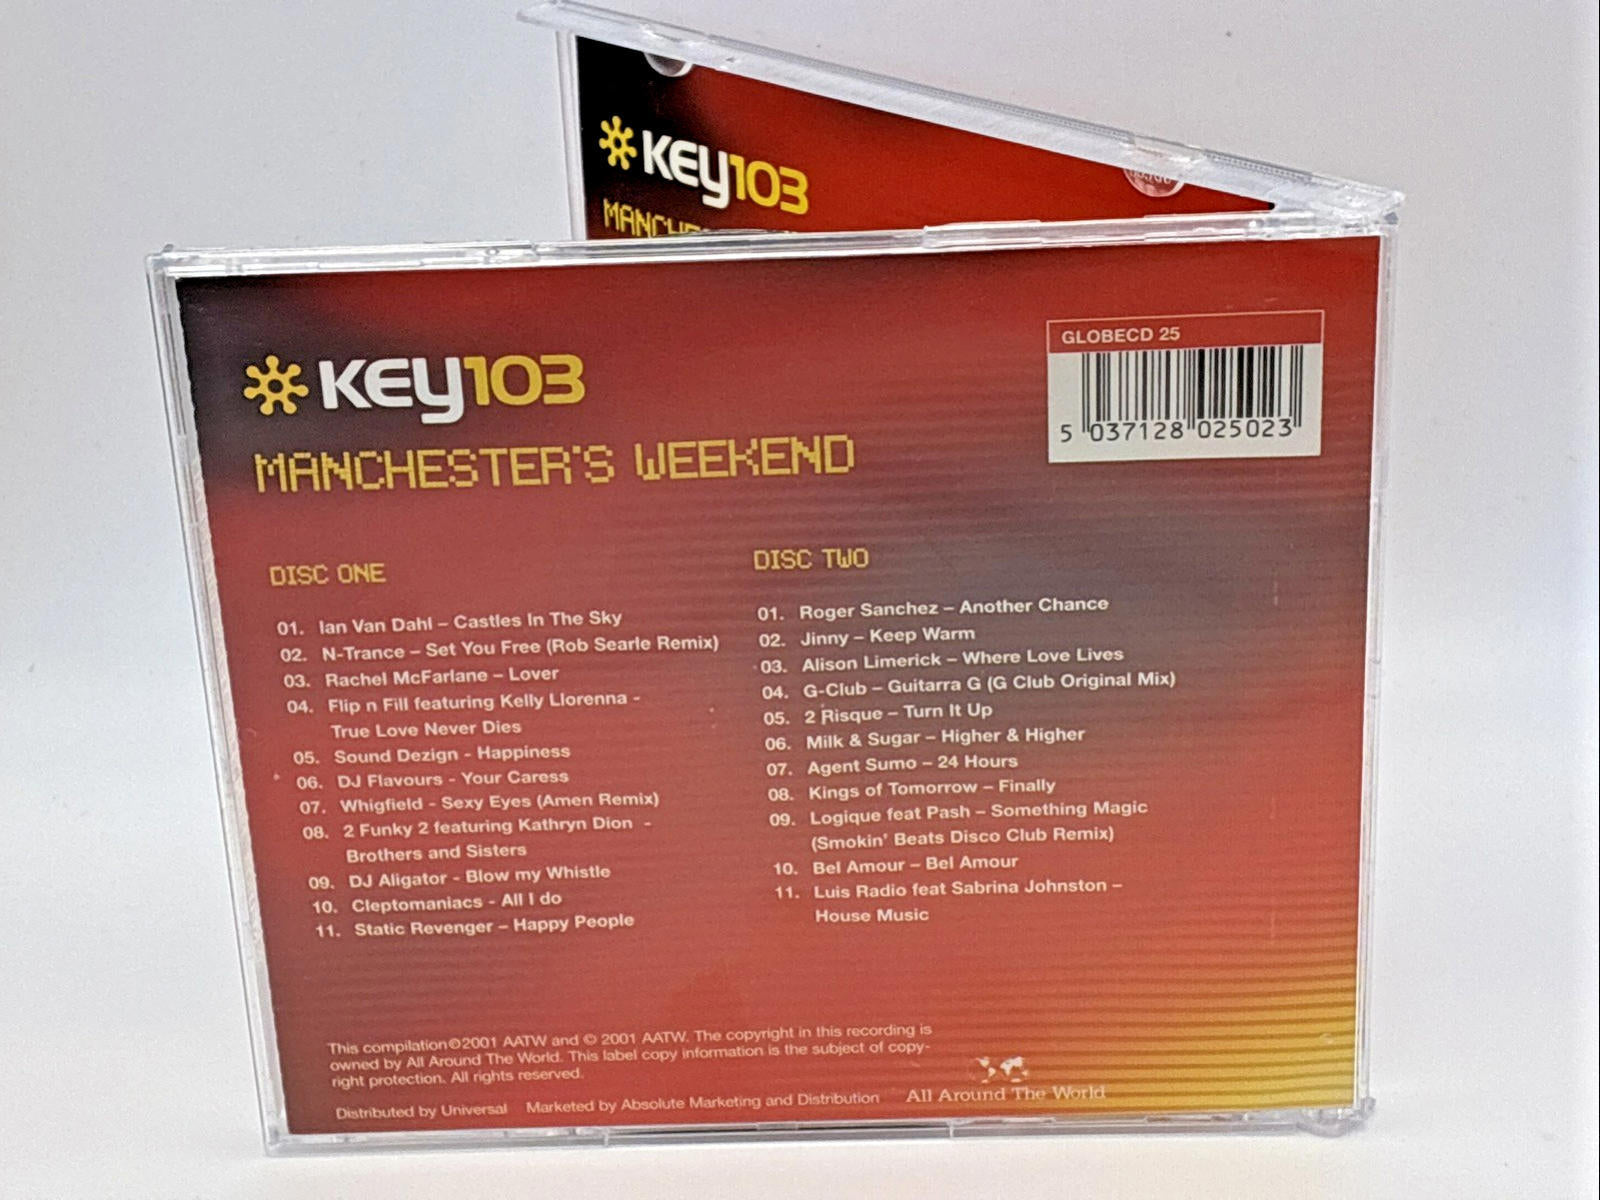 KEY103
MANCHES
KEY103
MANCHESTER'S WEEKEND
GLOBECD 25
5 037128 025023
DISC ONE
01. Ian Van Dahl – Castles In The Sky
02. N-Trance – Set You Free (Rob Searle Remix)
03. Rachel McFarlane – Lover
04. Flip n Fill featuring Kelly Llorenna -
True Love Never Dies
05. Sound Dezign - Happiness
06. DJ Flavours - Your Caress
07. Whigfield - Sexy Eyes (Amen Remix)
08. 2 Funky 2 featuring Kathryn Dion -
Brothers and Sisters
09. DJ Aligator - Blow my Whistle
10. Cleptomaniacs - All I do
11. Static Revenger – Happy People
DISC TWO
01. Roger Sanchez – Another Chance
02. Jinny – Keep Warm
03. Alison Limerick – Where Love Lives
04. G-Club – Guitarra G (G Club Original Mix)
05. 2 Risque – Turn It Up
06. Milk & Sugar – Higher & Higher
07. Agent Sumo – 24 Hours
08. Kings of Tomorrow – Finally
09. Logique feat Pash – Something Magic
(Smokin' Beats Disco Club Remix)
10. Bel Amour – Bel Amour
11. Luis Radio feat Sabrina Johnston –
House Music
This compilation℗2001 AATW and © 2001 AATW. The copyright in this recording is
owned by All Around The World. This label copy information is the subject of copy-
right protection. All rights reserved.
Distributed by Universal Marketed by Absolute Marketing and Distribution
All Around The World